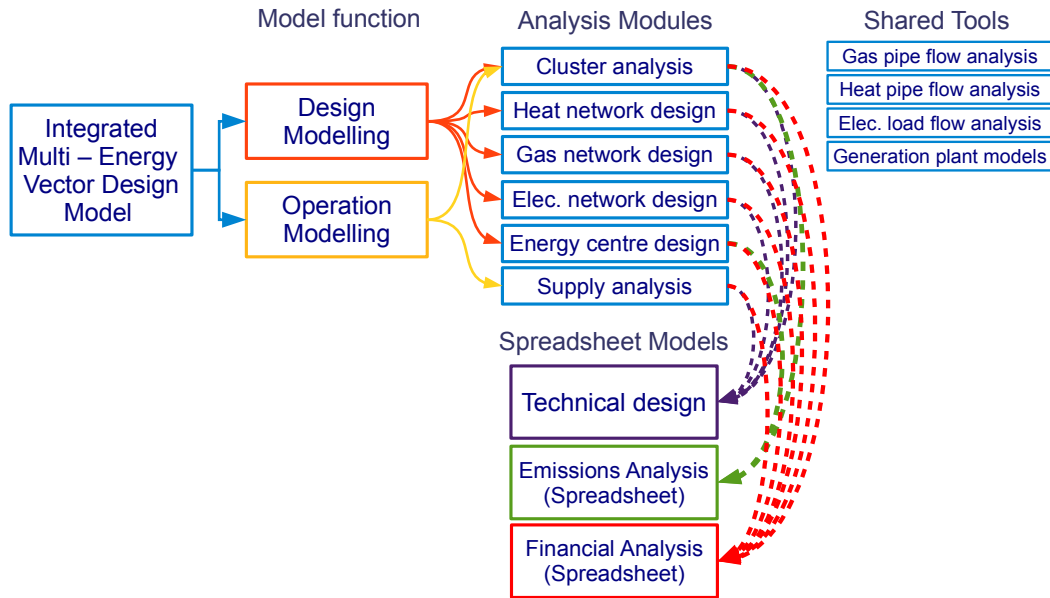 Model function
Analysis Modules
Shared Tools
Integrated
Multi – Energy
Vector Design
Model
Design
Modelling
Operation
Modelling
Cluster analysis
Heat network design
Gas network design
Elec. network design
Energy centre design
Supply analysis
Gas pipe flow analysis
Heat pipe flow analysis
Elec. load flow analysis
Generation plant models
Spreadsheet Models
Technical design
Emissions Analysis
(Spreadsheet)
Financial Analysis
(Spreadsheet)